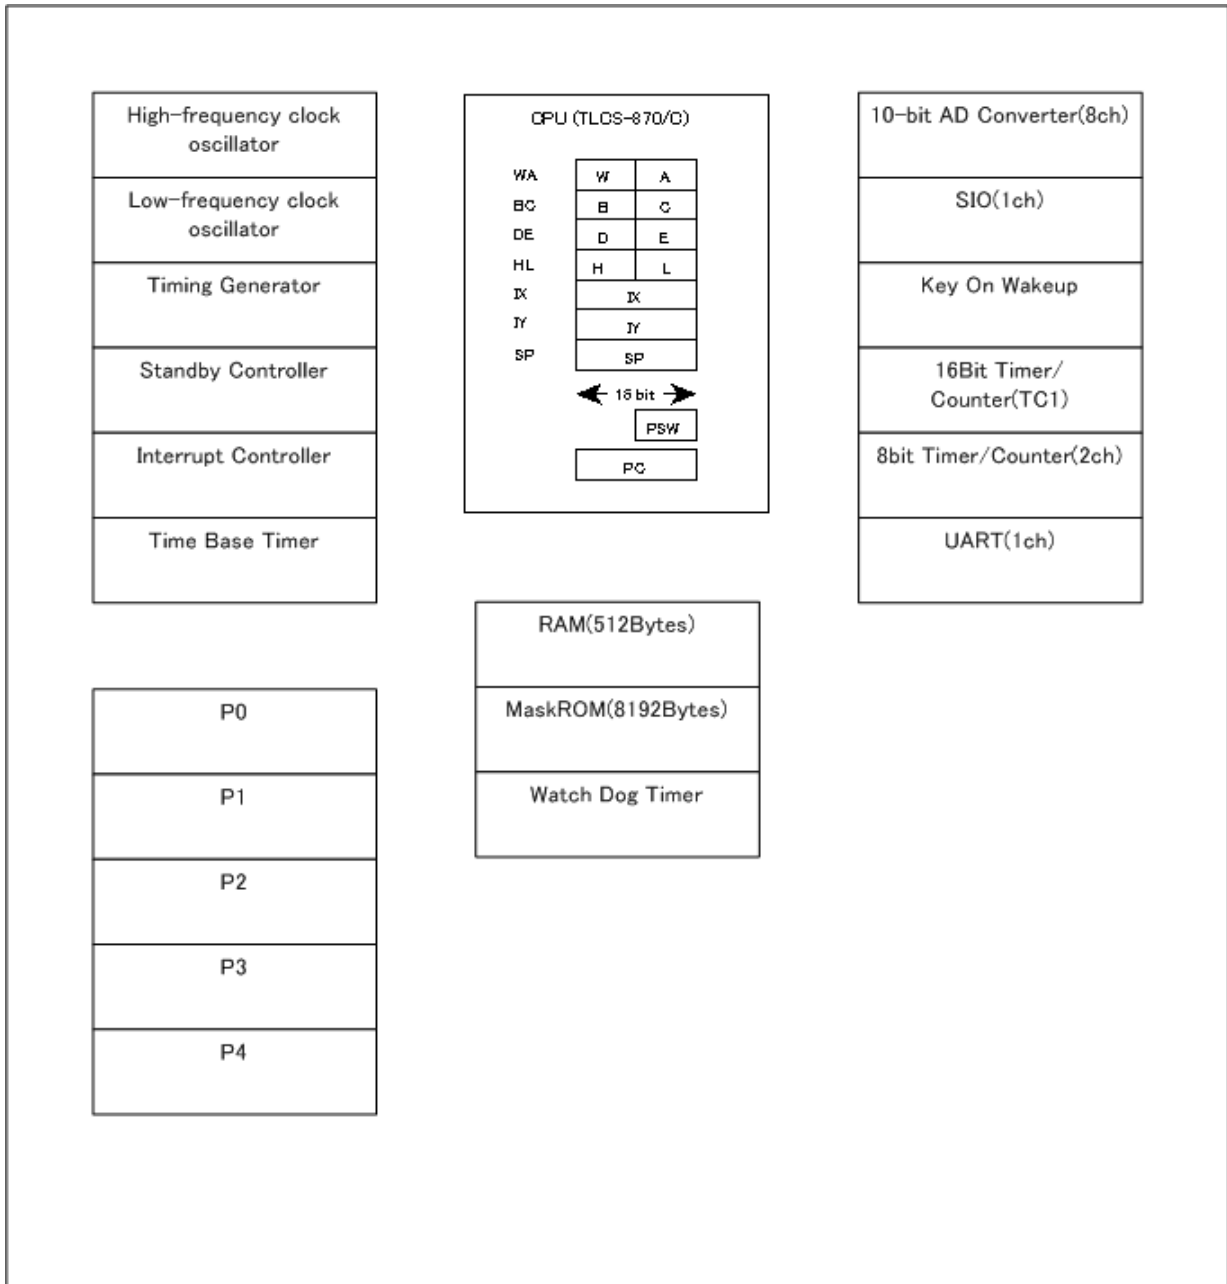 High-frequency clock
oscillator
Low-frequency clock
oscillator
Timing Generator
Standby Controller
Interrupt Controller
Time Base Timer
P0
P1
P2
P3
P4
CPU (TLCS-870/C)
WA W A
BC B C
DE D E
HL H L
IX IX
IY IY
SP SP
16 bit
PSW
PC
RAM(512Bytes)
MaskROM(8192Bytes)
Watch Dog Timer
10-bit AD Converter(8ch)
SIO(1ch)
Key On Wakeup
16Bit Timer/
Counter(TC1)
8bit Timer/Counter(2ch)
UART(1ch)